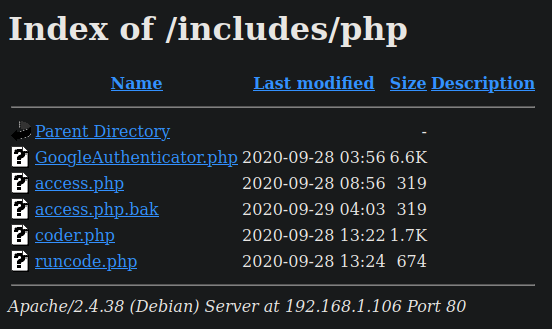 Index of /includes/php
Name Last modified Size Description
Parent Directory -
GoogleAuthenticator.php 2020-09-28 03:56 6.6K
access.php 2020-09-28 08:56 319
access.php.bak 2020-09-29 04:03 319
coder.php 2020-09-28 13:22 1.7K
runcode.php 2020-09-28 13:24 674
Apache/2.4.38 (Debian) Server at 192.168.1.106 Port 80